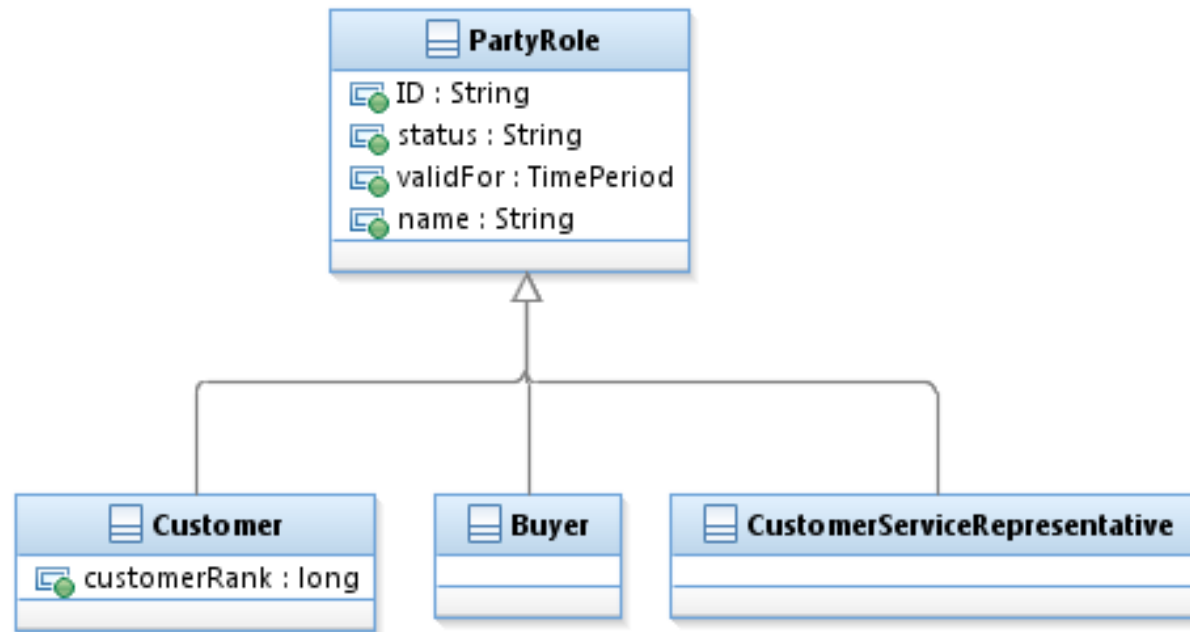 PartyRole
ID : String
status : String
validFor : TimePeriod
name : String
Customer
customerRank : long
Buyer
CustomerServiceRepresentative